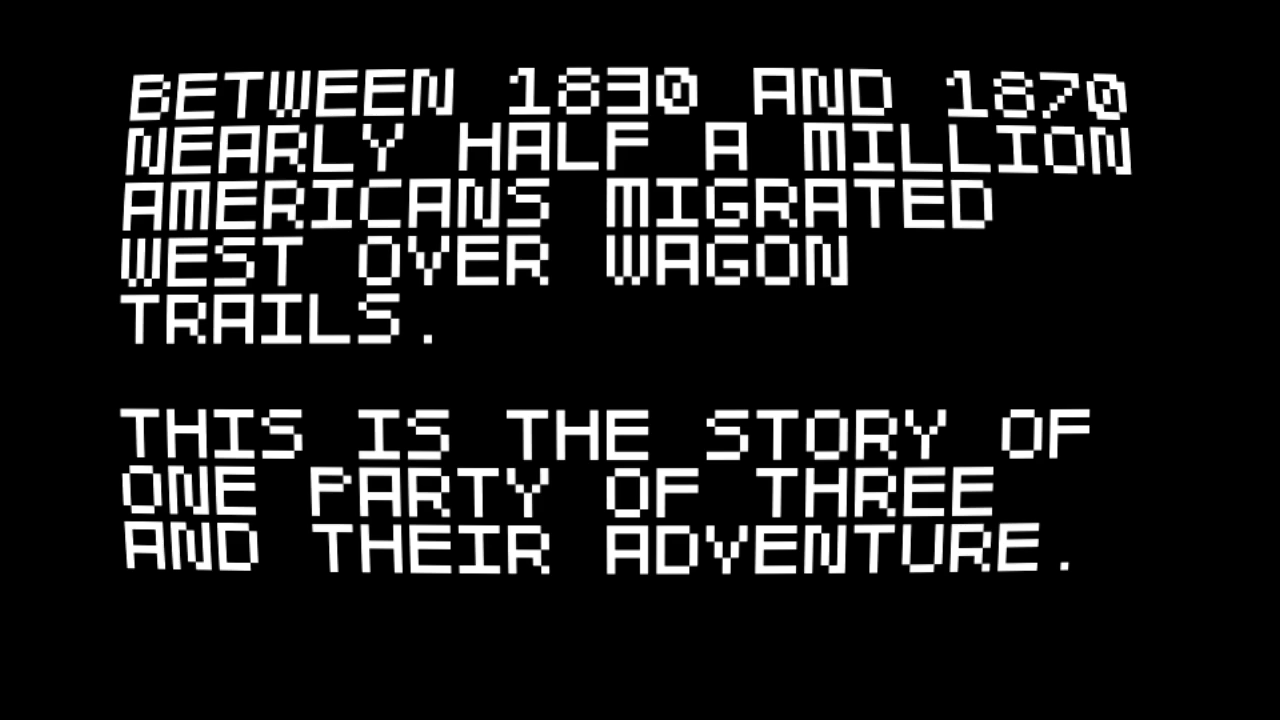 BETWEEN 1830 AND 1870
NEARLY HALF A MILLION
AMERICANS MIGRATED
WEST OVER WAGON
TRAILS.
THIS IS THE STORY OF
ONE PARTY OF THREE
AND THEIR ADVENTURE.